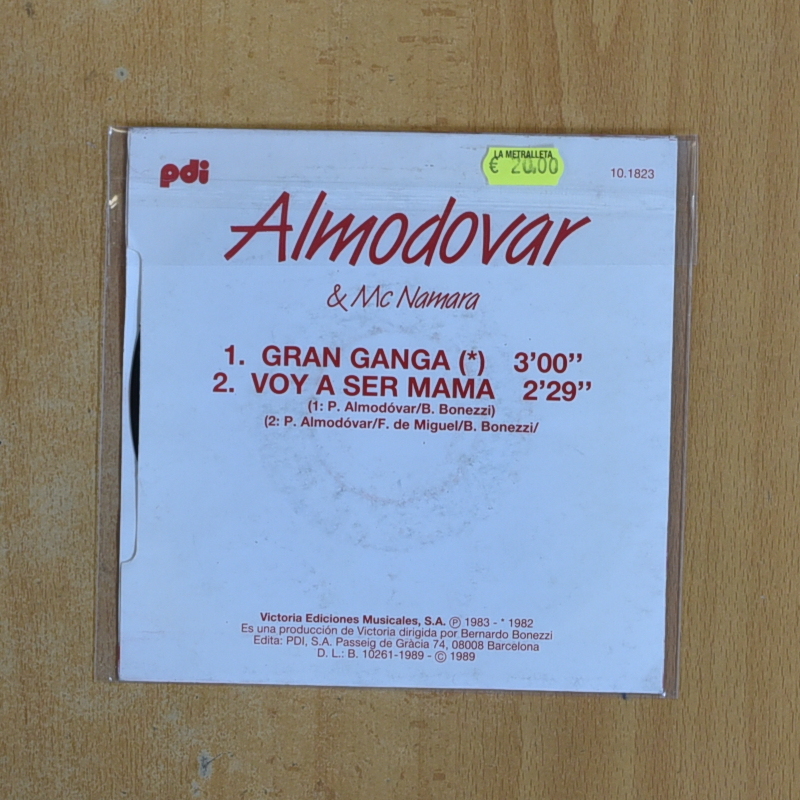 pdi
LA METRALLETA
€ 20.00
10.1823
Almodovar
& Mc Namara
1. GRAN GANGA (*) 3'00"
2. VOY A SER MAMA 2'29"
(1: P. Almodóvar/B. Bonezzi)
(2: P. Almodóvar/F. de Miguel/B. Bonezzi/
Victoria Ediciones Musicales, S.A. Ⓟ 1983 - * 1982
Es una producción de Victoria dirigida por Bernardo Bonezzi
Edita: PDI, S.A. Passeig de Gràcia 74, 08008 Barcelona
D. L.: B. 10261-1989 - © 1989